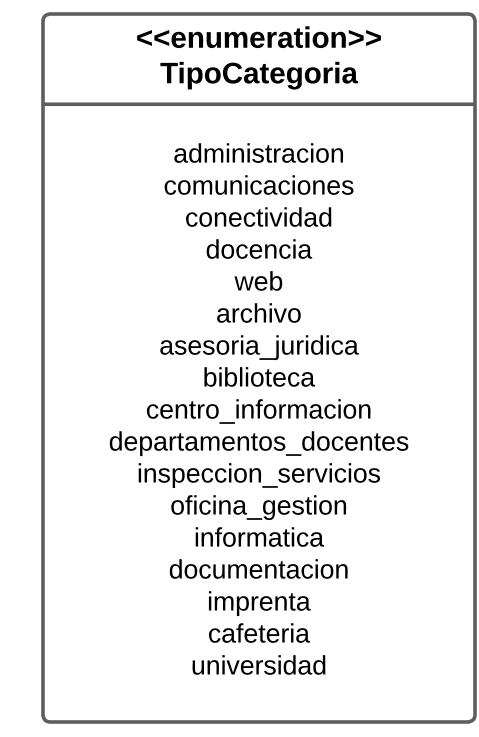 <<enumeration>>
TipoCategoria
administracion
comunicaciones
conectividad
docencia
web
archivo
asesoria_juridica
biblioteca
centro_informacion
departamentos_docentes
inspeccion_servicios
oficina_gestion
informatica
documentacion
imprenta
cafeteria
universidad